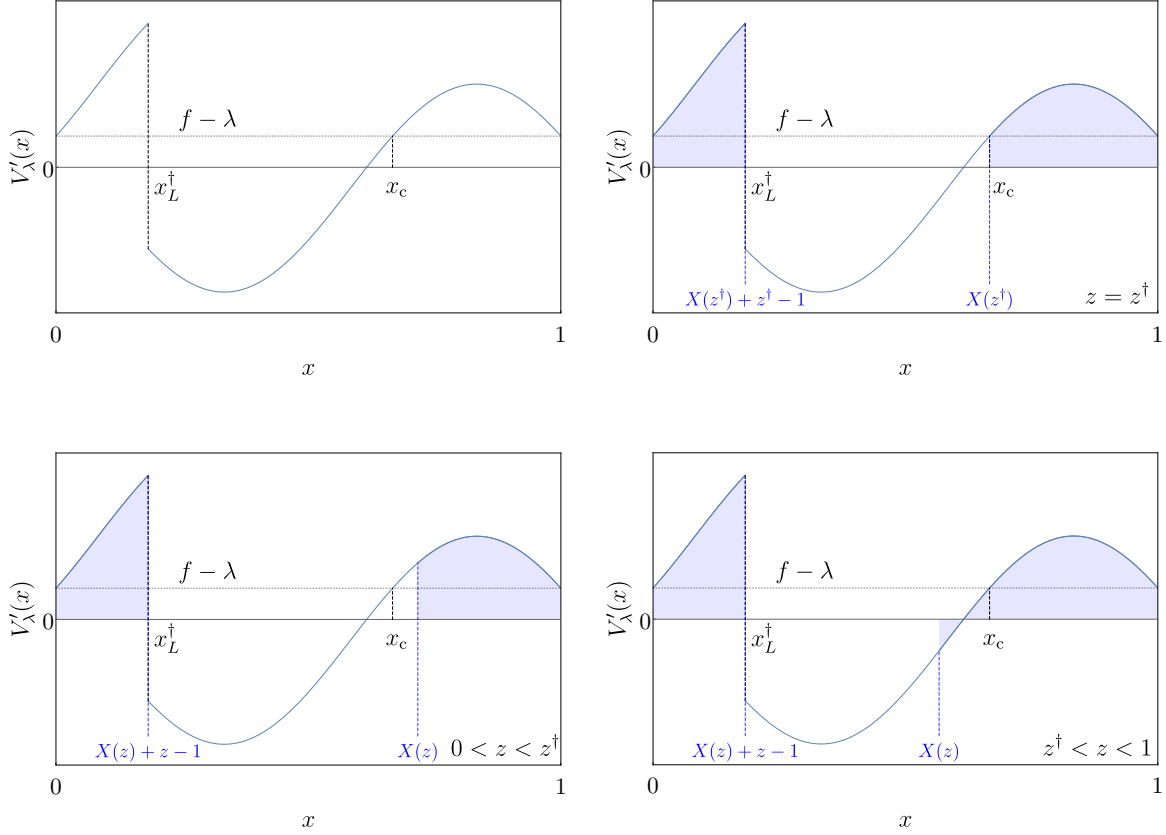 V′_λ(x)
f − λ
0
x_L^†
x_c
0
1
x
V′_λ(x)
f − λ
0
x_L^†
x_c
X(z^†) + z^† − 1
X(z^†)
z = z^†
0
1
x
V′_λ(x)
f − λ
0
x_L^†
x_c
X(z) + z − 1
X(z)
0 < z < z^†
0
1
x
V′_λ(x)
f − λ
0
x_L^†
x_c
X(z) + z − 1
X(z)
z^† < z < 1
0
1
x